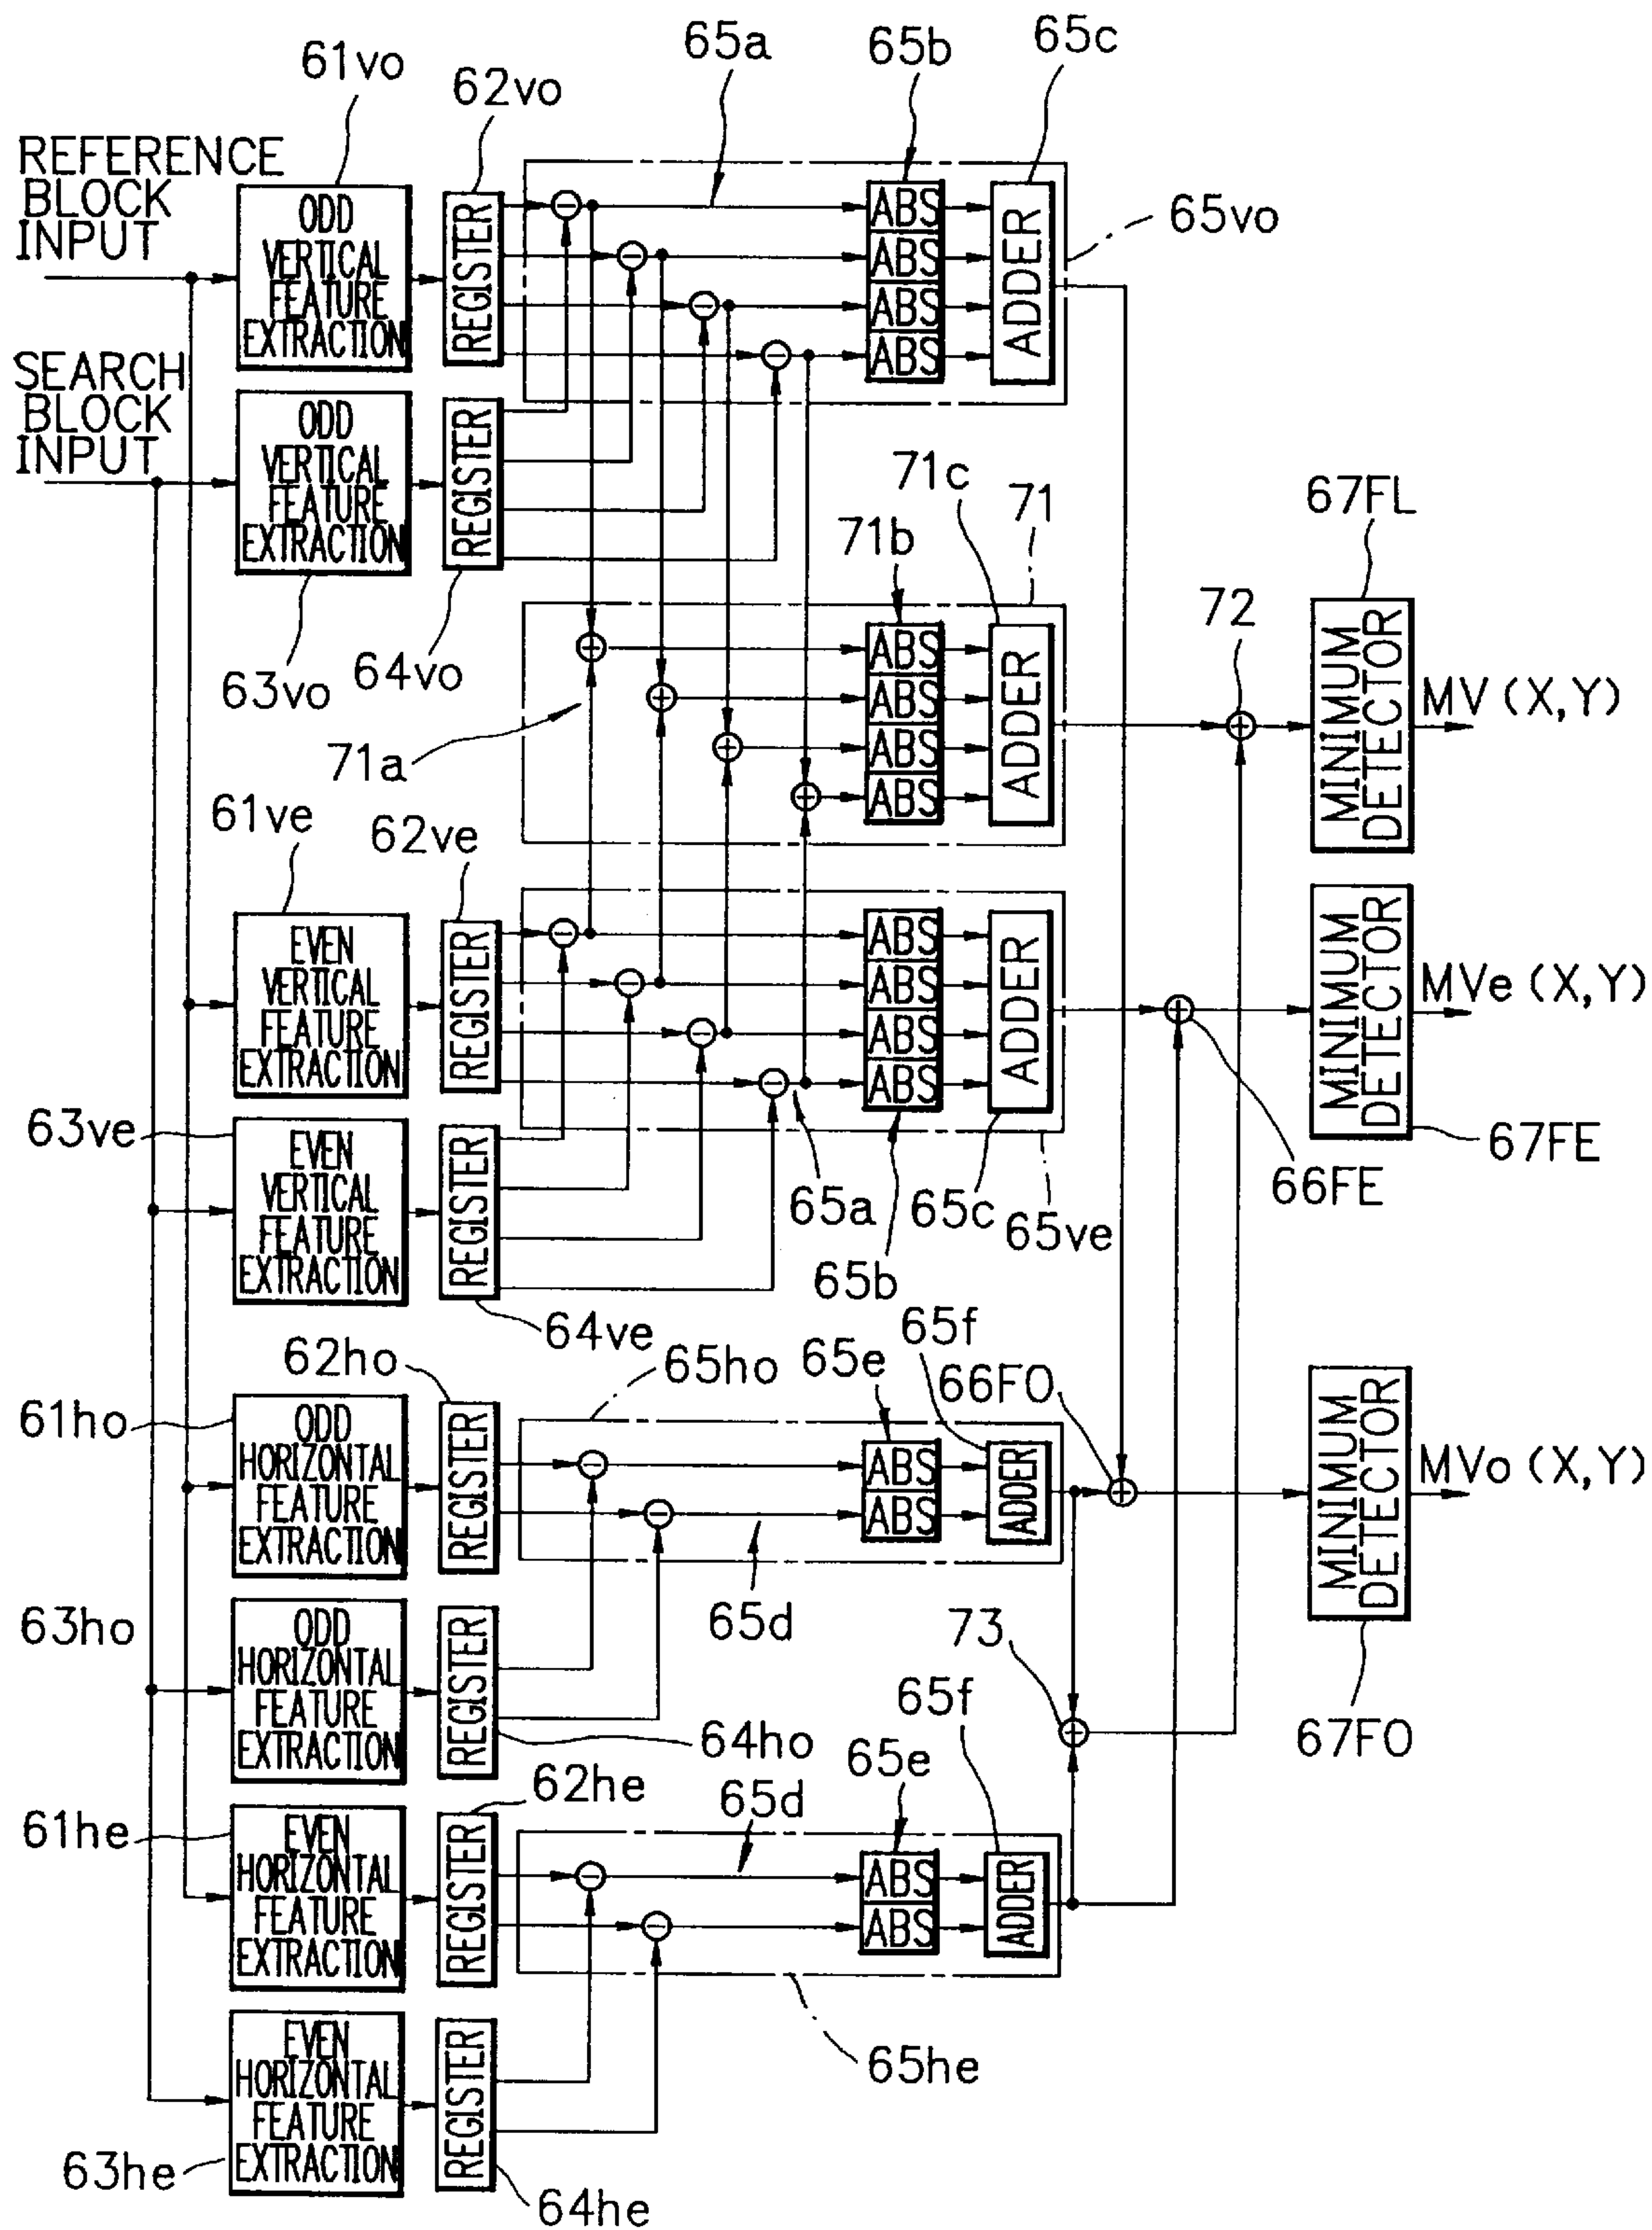 65a
65b
65c
61vo
62vo
REFERENCE
BLOCK
INPUT
ODD
VERTICAL
FEATURE
EXTRACTION
REGISTER
ABS
ABS
ABS
ABS
ADDER
65vo
SEARCH
BLOCK
INPUT
ODD
VERTICAL
FEATURE
EXTRACTION
REGISTER
63vo
64vo
71c
71
71b
71a
ABS
ABS
ABS
ABS
ADDER
72
67FL
MINIMUM
DETECTOR
MV (X,Y)
61ve
62ve
EVEN
VERTICAL
FEATURE
EXTRACTION
REGISTER
ABS
ABS
ABS
ABS
ADDER
MINIMUM
DETECTOR
MVe (X,Y)
67FE
66FE
63ve
EVEN
VERTICAL
FEATURE
EXTRACTION
REGISTER
65a
65c
65ve
65b
64ve
62ho
65ho
65e
65f
66FO
61ho
ODD
HORIZONTAL
FEATURE
EXTRACTION
REGISTER
ABS
ABS
ADDER
MINIMUM
DETECTOR
MVo (X,Y)
67FO
65d
63ho
ODD
HORIZONTAL
FEATURE
EXTRACTION
REGISTER
64ho
73
65f
62he
65d
65e
61he
EVEN
HORIZONTAL
FEATURE
EXTRACTION
REGISTER
ABS
ABS
ADDER
65he
EVEN
HORIZONTAL
FEATURE
EXTRACTION
REGISTER
63he
64he